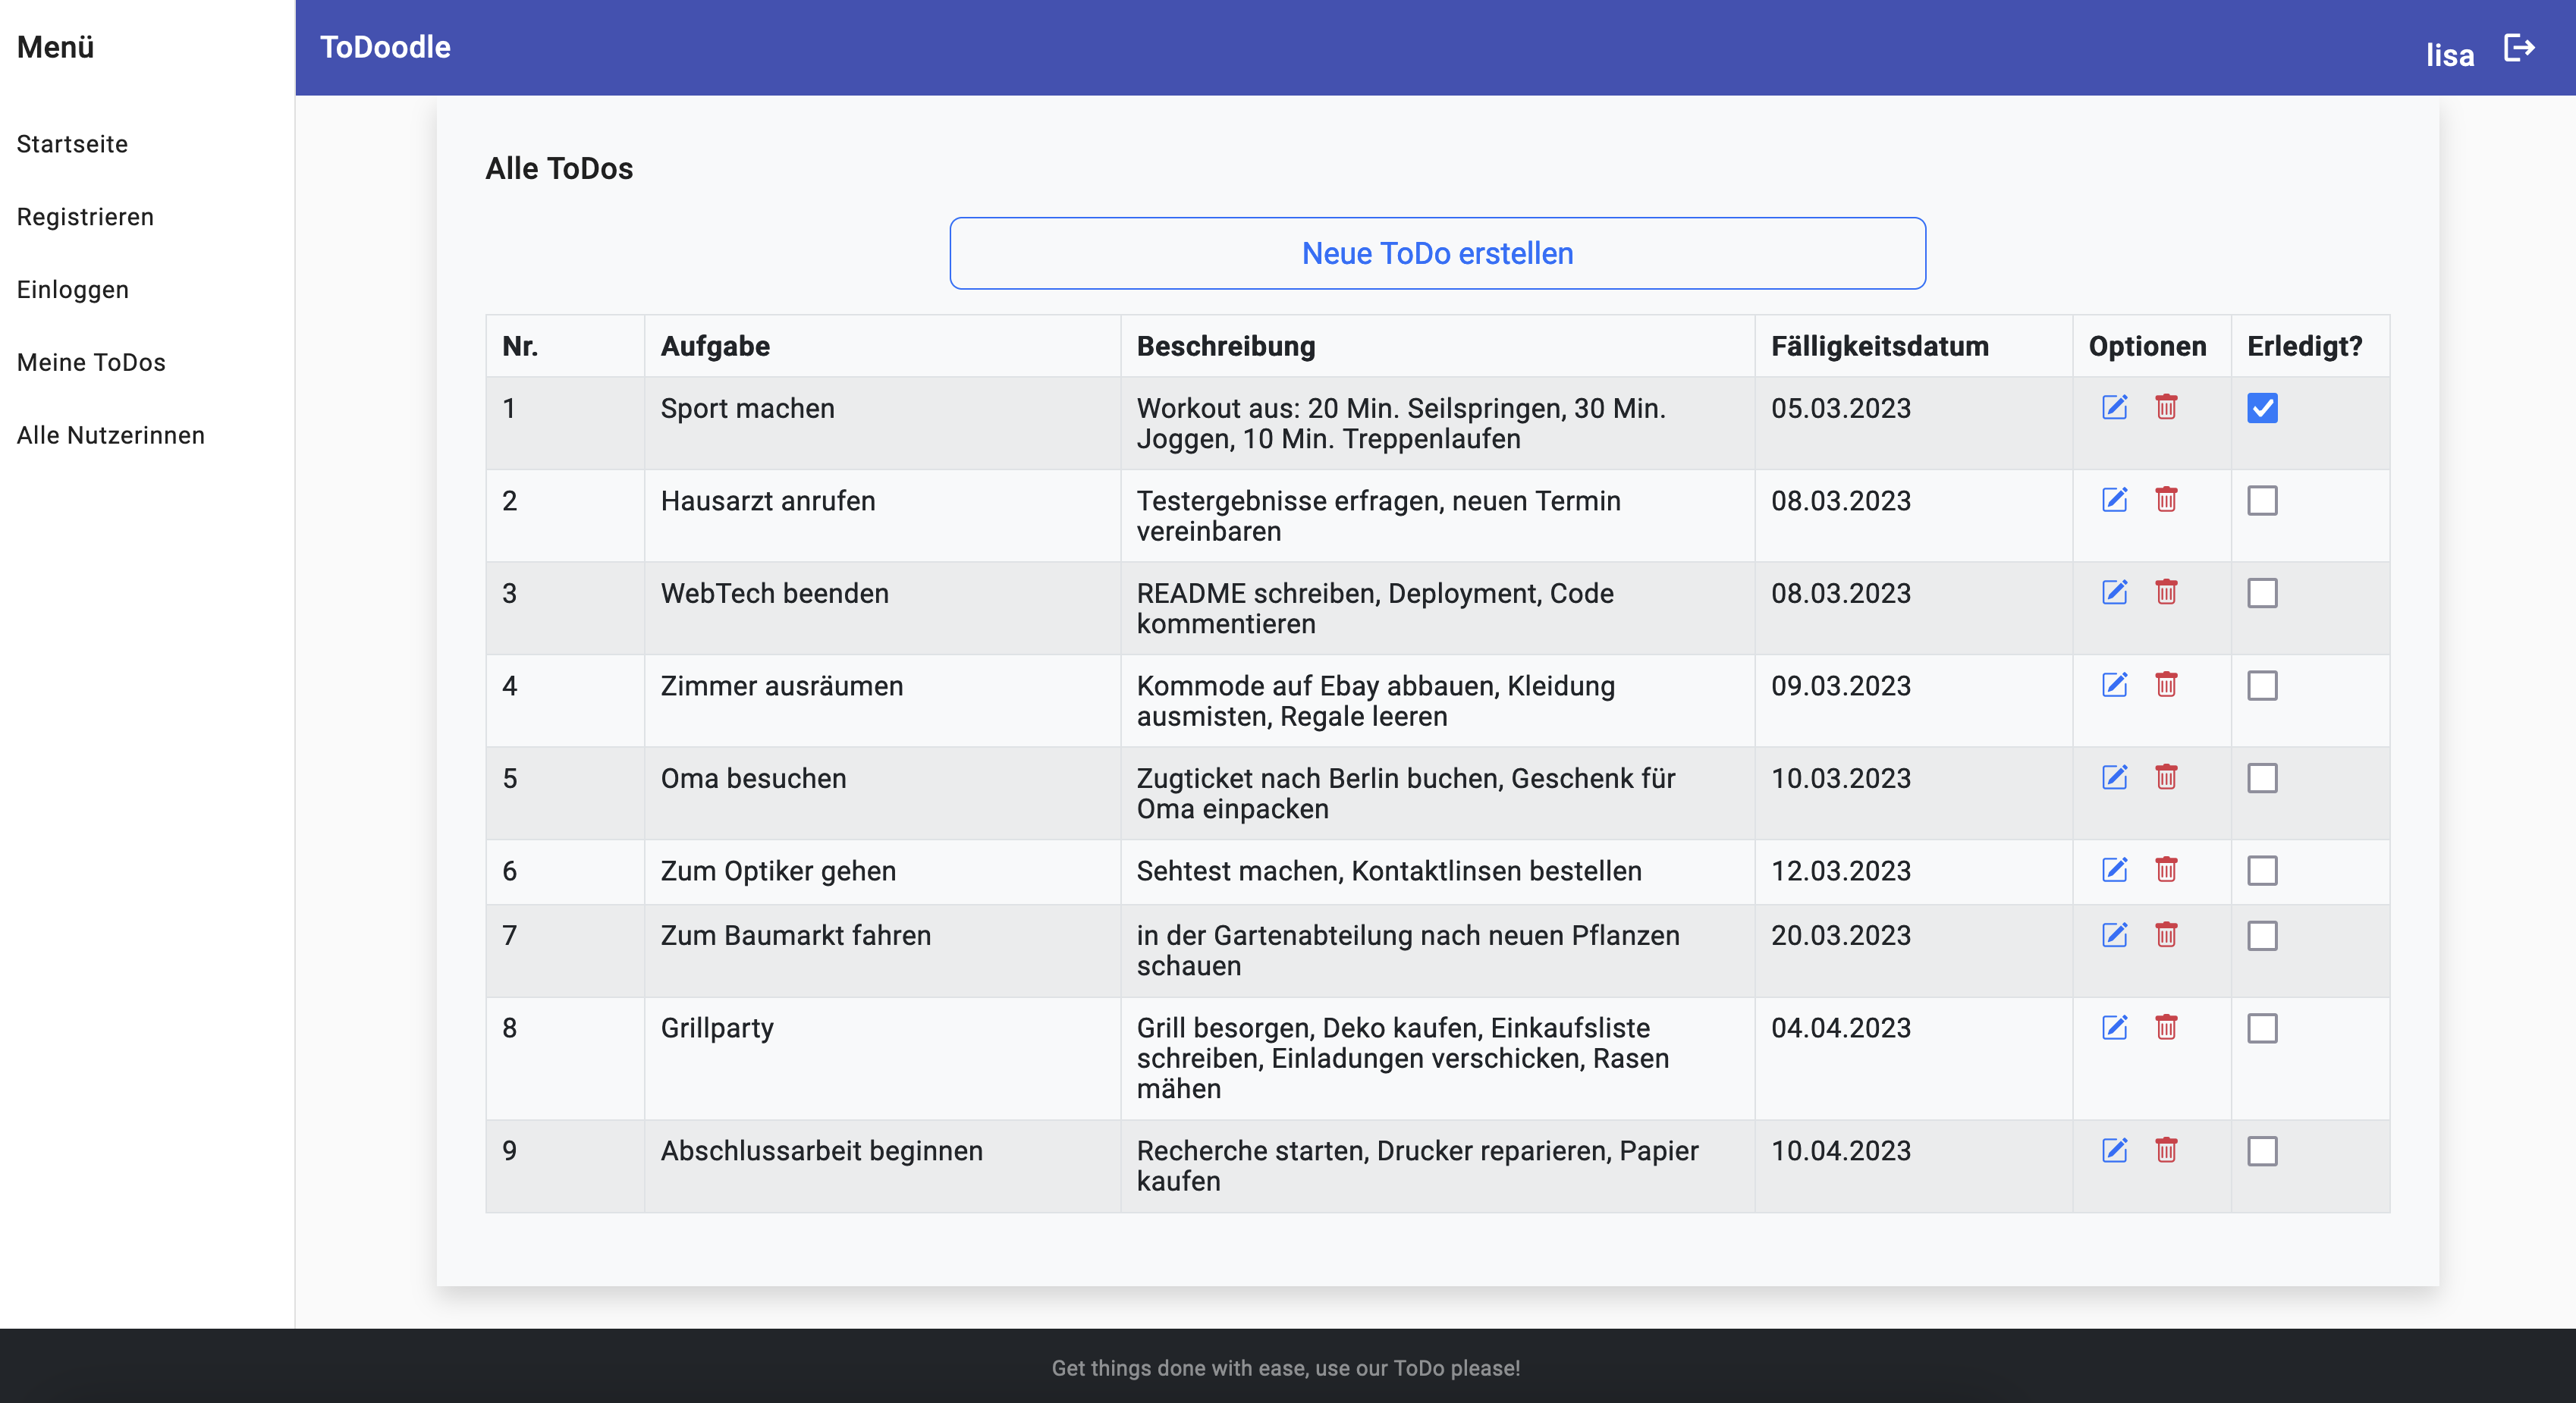 Menü
Startseite
Registrieren
Einloggen
Meine ToDos
Alle Nutzerinnen
ToDoodle
lisa
Alle ToDos
Neue ToDo erstellen
Nr. Aufgabe Beschreibung Fälligkeitsdatum Optionen Erledigt?
1 Sport machen Workout aus: 20 Min. Seilspringen, 30 Min. 05.03.2023
Joggen, 10 Min. Treppenlaufen
2 Hausarzt anrufen Testergebnisse erfragen, neuen Termin 08.03.2023
vereinbaren
3 WebTech beenden README schreiben, Deployment, Code 08.03.2023
kommentieren
4 Zimmer ausräumen Kommode auf Ebay abbauen, Kleidung 09.03.2023
ausmisten, Regale leeren
5 Oma besuchen Zugticket nach Berlin buchen, Geschenk für 10.03.2023
Oma einpacken
6 Zum Optiker gehen Sehtest machen, Kontaktlinsen bestellen 12.03.2023
7 Zum Baumarkt fahren in der Gartenabteilung nach neuen Pflanzen 20.03.2023
schauen
8 Grillparty Grill besorgen, Deko kaufen, Einkaufsliste 04.04.2023
schreiben, Einladungen verschicken, Rasen
mähen
9 Abschlussarbeit beginnen Recherche starten, Drucker reparieren, Papier 10.04.2023
kaufen
Get things done with ease, use our ToDo please!